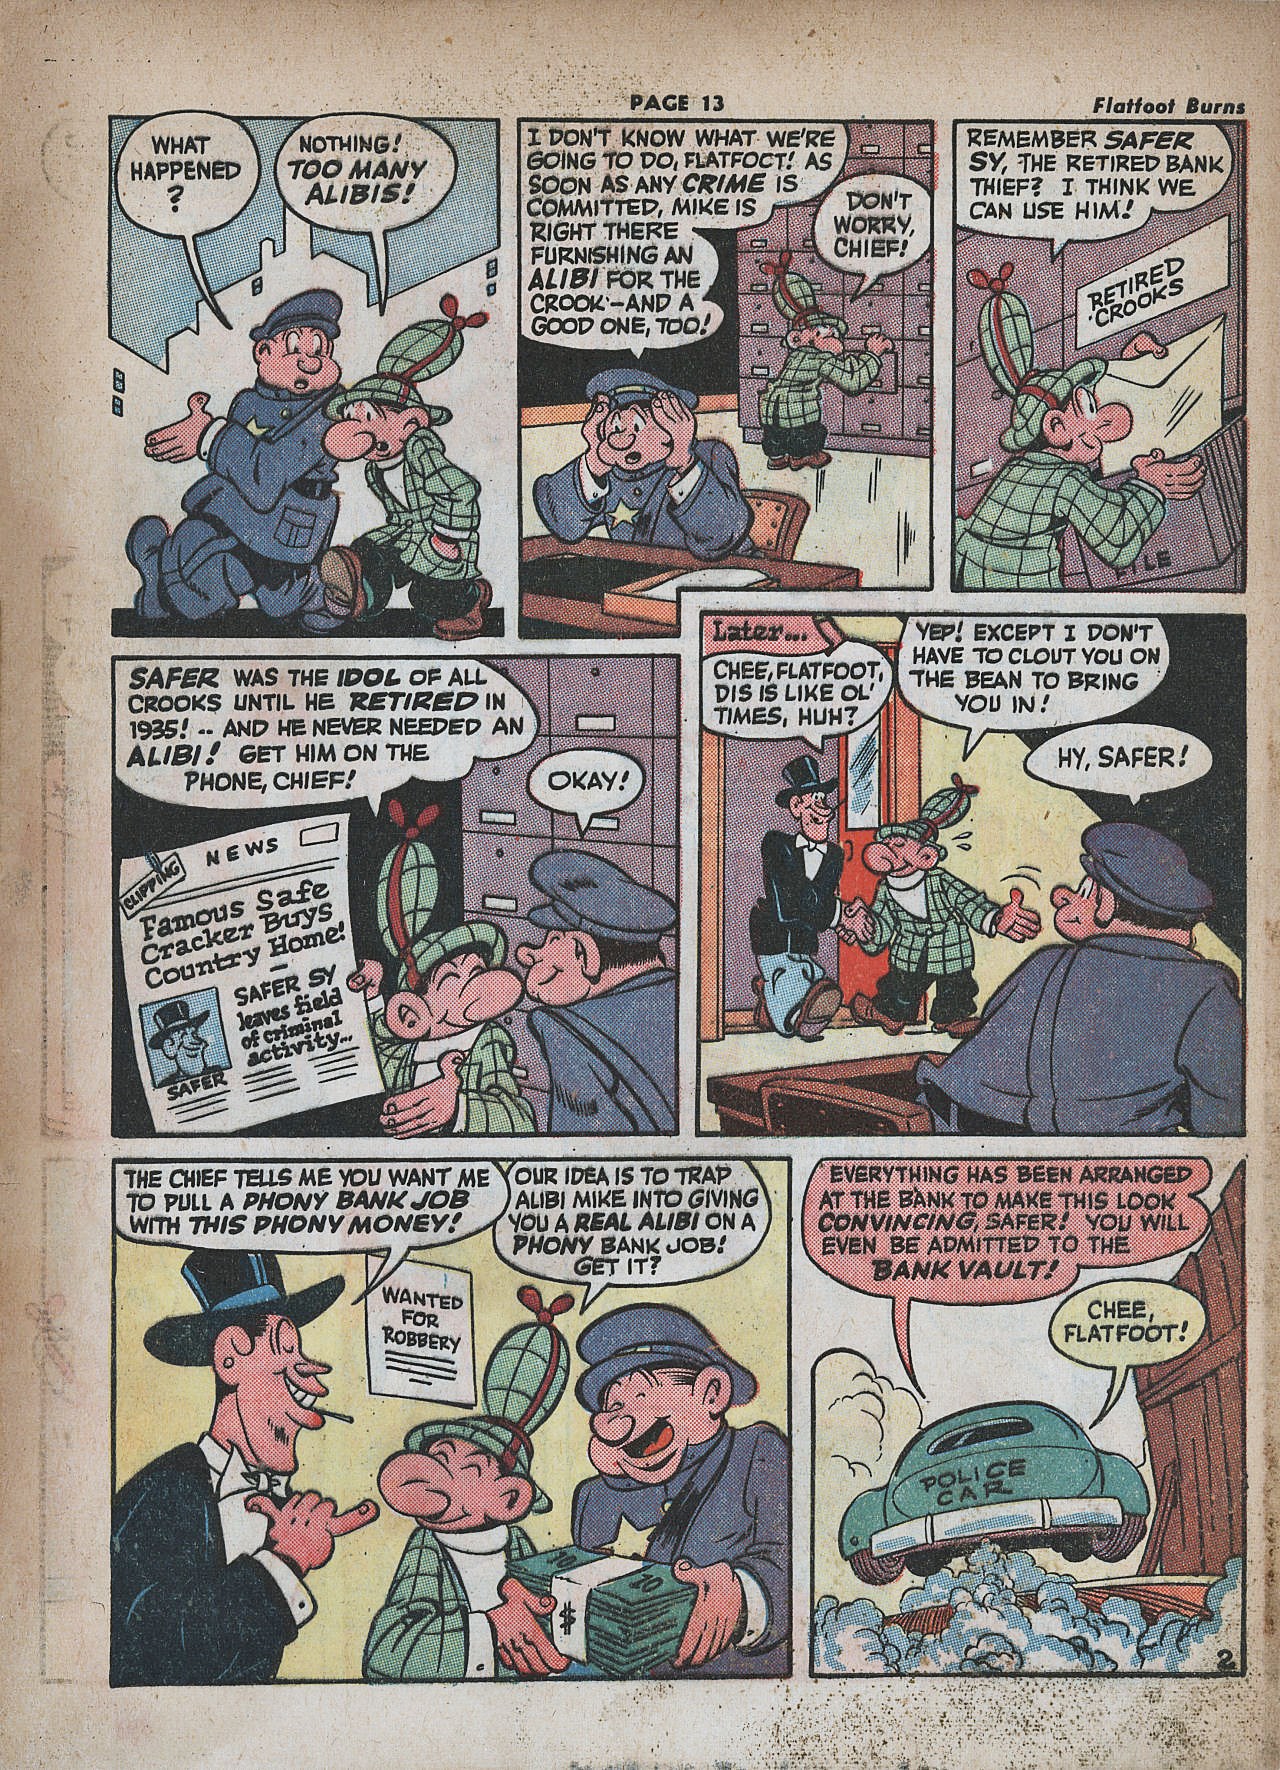 PAGE 13
Flatfoot Burns
WHAT
HAPPENED
?
NOTHING!
TOO MANY
ALIBIS!
I DON'T KNOW WHAT WE'RE
GOING TO DO, FLATFOCT! AS
SOON AS ANY CRIME IS
COMMITTED, MIKE IS
RIGHT THERE
FURNISHING AN
ALIBI FOR THE
CROOK-AND A
GOOD ONE, TOO!
DON'T
WORRY,
CHIEF!
REMEMBER SAFER
SY, THE RETIRED BANK
THIEF? I THINK WE
CAN USE HIM!
RETIRED
CROOKS
FILE
SAFER WAS THE IDOL OF ALL
CROOKS UNTIL HE RETIRED IN
1935! -- AND HE NEVER NEEDED AN
ALIBI! GET HIM ON THE
PHONE, CHIEF!
OKAY!
CLIPPING
NEWS
Famous Safe
Cracker Buys
Country Home!
SAFER SY
leaves field
of criminal
activity...
SAFER
Later...
CHEE, FLATFOOT,
DIS IS LIKE OL'
TIMES, HUH?
YEP! EXCEPT I DON'T
HAVE TO CLOUT YOU ON
THE BEAN TO BRING
YOU IN!
HY, SAFER!
THE CHIEF TELLS ME YOU WANT ME
TO PULL A PHONY BANK JOB
WITH THIS PHONY MONEY!
OUR IDEA IS TO TRAP
ALIBI MIKE INTO GIVING
YOU A REAL ALIBI ON A
PHONY BANK JOB!
GET IT?
WANTED
FOR
ROBBERY
10
10
$
EVERYTHING HAS BEEN ARRANGED
AT THE BANK TO MAKE THIS LOOK
CONVINCING, SAFER! YOU WILL
EVEN BE ADMITTED TO THE
BANK VAULT!
CHEE,
FLATFOOT!
POLICE
CAR
2